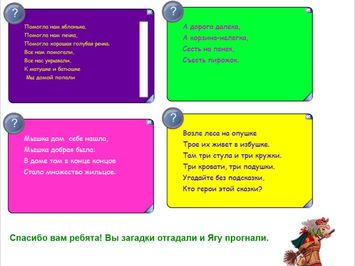 Помогла нам яблонька,
Помогла нам печка,
Помогла хорошая голубая речка.
Все нам помогали,
Все нас укрывали,
К матушке и батюшке
Мы домой попали
А дорога далека,
А корзинка-нелегка,
Сесть на пенек,
Съесть пирожок.
Мышка дом себе нашла,
Мышка добрая была:
В доме том в конце концов
Стало множество жильцов.
Возле леса на опушке
Трое их живет в избушке.
Там три стула и три кружки.
Три кровати, три подушки.
Угадайте без подсказки,
Кто герои этой сказки?
Спасибо вам ребята! Вы загадки отгадали и Ягу прогнали.